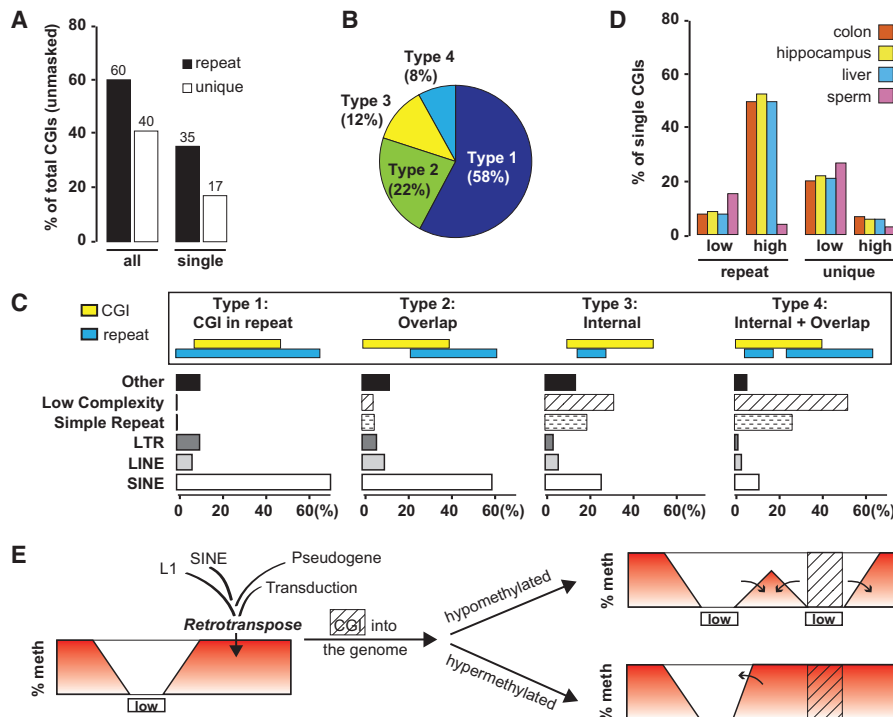 A
% of total CGIs (unmasked)
80
60
40
20
0
60
40
35
17
repeat
unique
all
single
B
Type 4
(8%)
Type 3
(12%)
Type 2
(22%)
Type 1
(58%)
D
% of single CGIs
80
60
40
20
0
colon
hippocampus
liver
sperm
low
high
low
high
repeat
unique
C
CGI
repeat
Type 1:
CGI in repeat
Type 2:
Overlap
Type 3:
Internal
Type 4:
Internal + Overlap
Other
Low Complexity
Simple Repeat
LTR
LINE
SINE
0 20 60(%)
0 20 60(%)
0 20 60(%)
0 20 60(%)
E
L1
SINE
Pseudogene
Transduction
Retrotranspose
% meth
low
CGI into
the genome
hypomethylated
hypermethylated
% meth
low
low
% meth